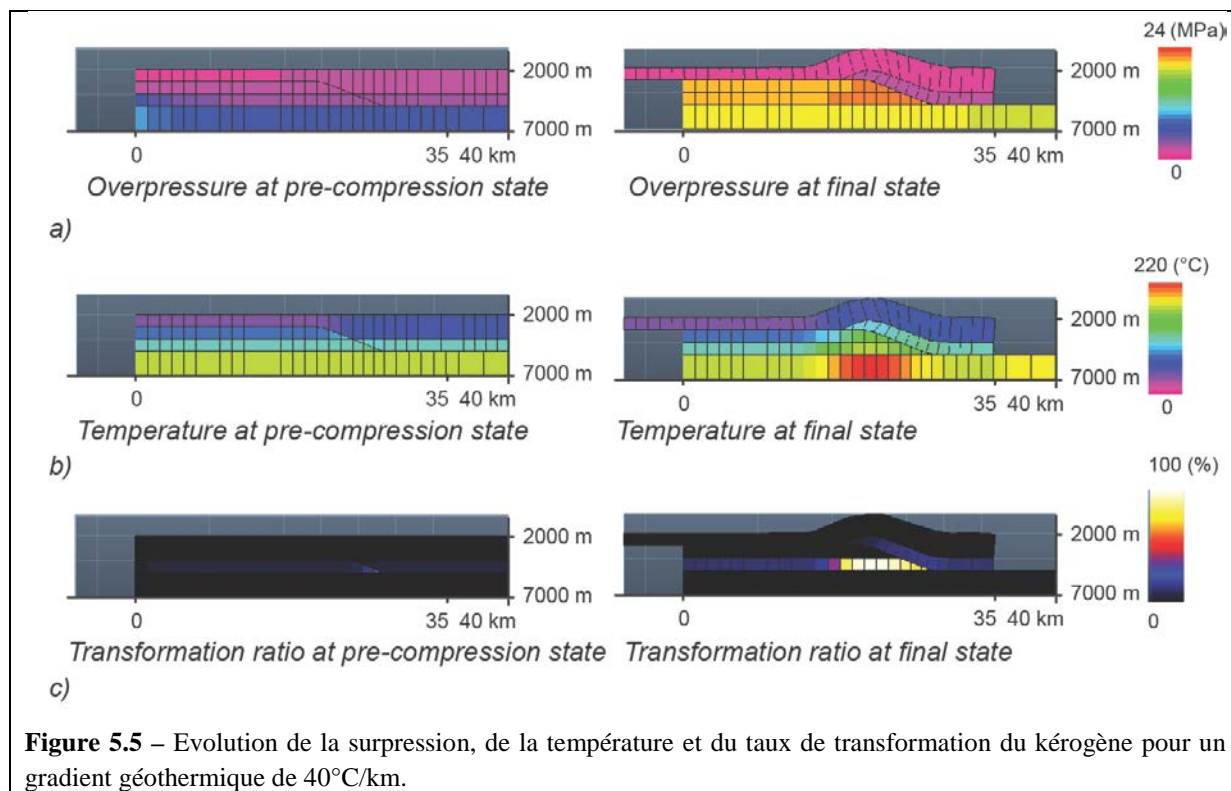 24 (MPa)
2000 m
2000 m
7000 m
7000 m
0
35 40 km
0
35 40 km
0
Overpressure at pre-compression state
Overpressure at final state
a)
220 (°C)
2000 m
2000 m
7000 m
7000 m
0
35 40 km
0
35 40 km
0
Temperature at pre-compression state
Temperature at final state
b)
100 (%)
2000 m
2000 m
7000 m
7000 m
0
35 40 km
0
35 40 km
0
Transformation ratio at pre-compression state
Transformation ratio at final state
c)
Figure 5.5 – Evolution de la surpression, de la température et du taux de transformation du kérogène pour un
gradient géothermique de 40°C/km.